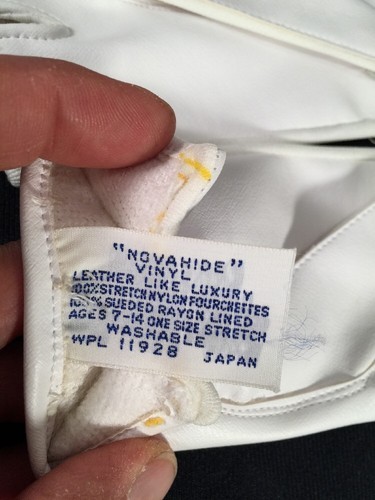 "NOVAHIDE"
VINYL
LEATHER LIKE LUXURY
100% STRETCH NYLON FOURCHETTES
100% SUEDED RAYON LINED
AGES 7-14 ONE SIZE STRETCH
WASHABLE
WPL 11928 JAPAN